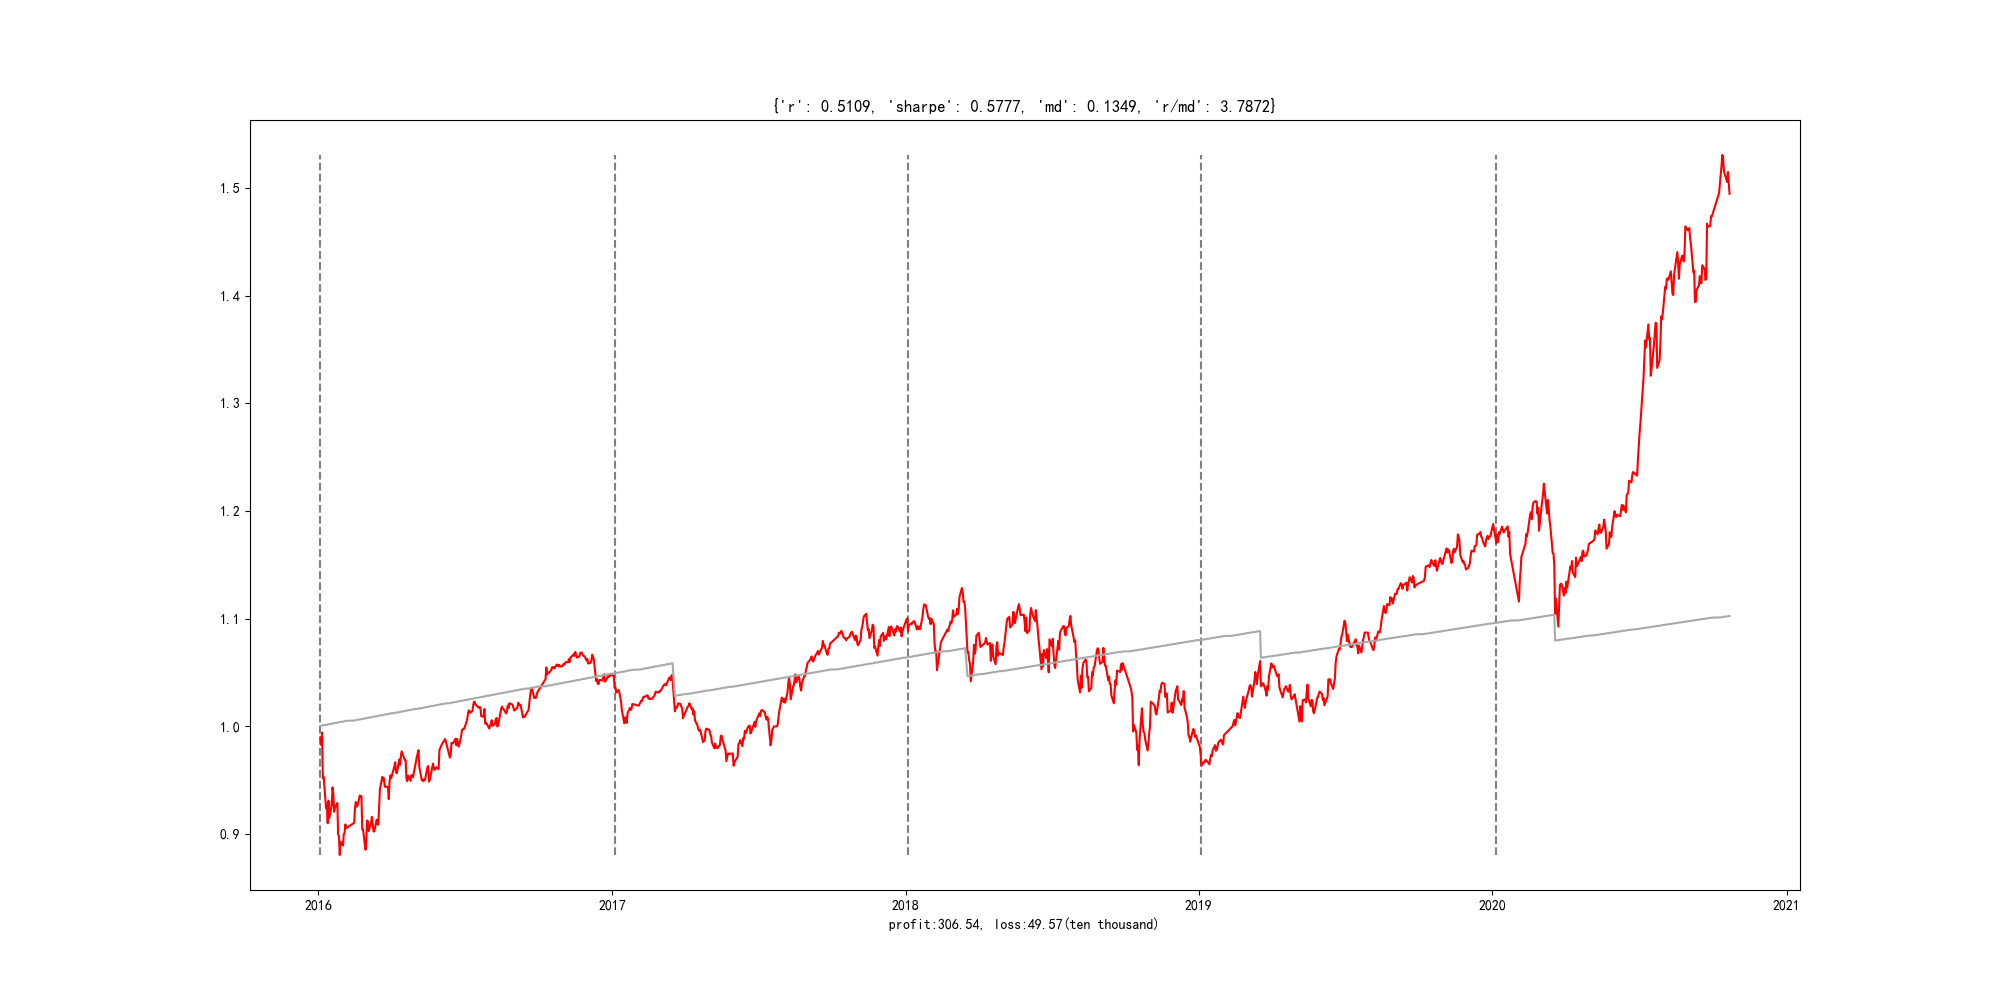 {'r': 0.5109, 'sharpe': 0.5777, 'md': 0.1349, 'r/md': 3.7872}
1.5
1.4
1.3
1.2
1.1
1.0
0.9
2016 2017 2018 2019 2020 2021
profit:306.54, loss:49.57(ten thousand)